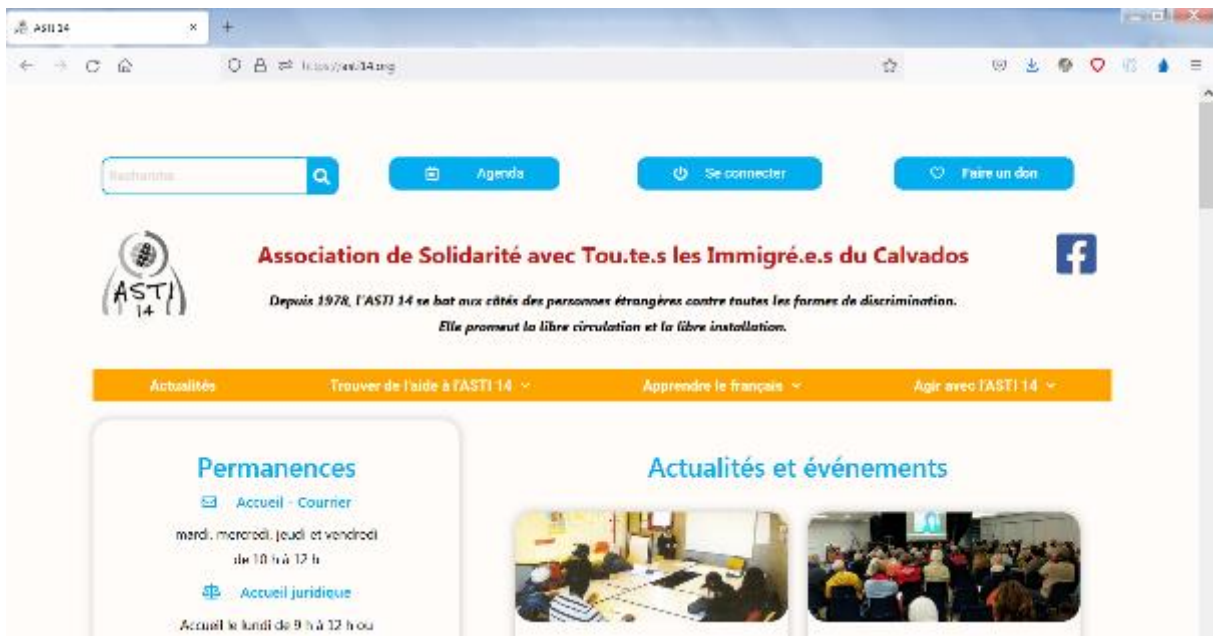 ASTI 14
https://asti14.org
Recherche
Agenda
Se connecter
Faire un don
ASTI
14
Association de Solidarité avec Tou.te.s les Immigré.e.s du Calvados
Depuis 1978, l'ASTI 14 se bat aux côtés des personnes étrangères contre toutes les formes de discrimination.
Elle promeut la libre circulation et la libre installation.
Actualités
Trouver de l'aide à l'ASTI 14
Apprendre le français
Agir avec l'ASTI 14
Permanences
Accueil - Courrier
mardi, mercredi, jeudi et vendredi
de 10 h à 12 h
Accueil juridique
Accueil le lundi de 9 h à 12 h ou
Actualités et événements